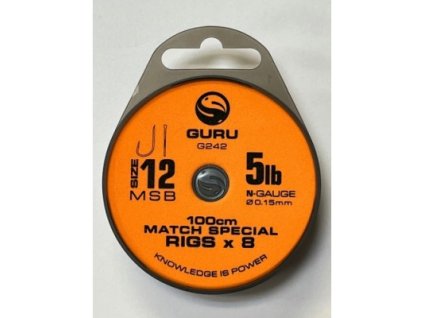 GURU
G242
SIZE 12
MSB
5lb
N-GAUGE
Ø 0.15mm
100cm
MATCH SPECIAL
RIGS x 8
KNOWLEDGE IS POWER